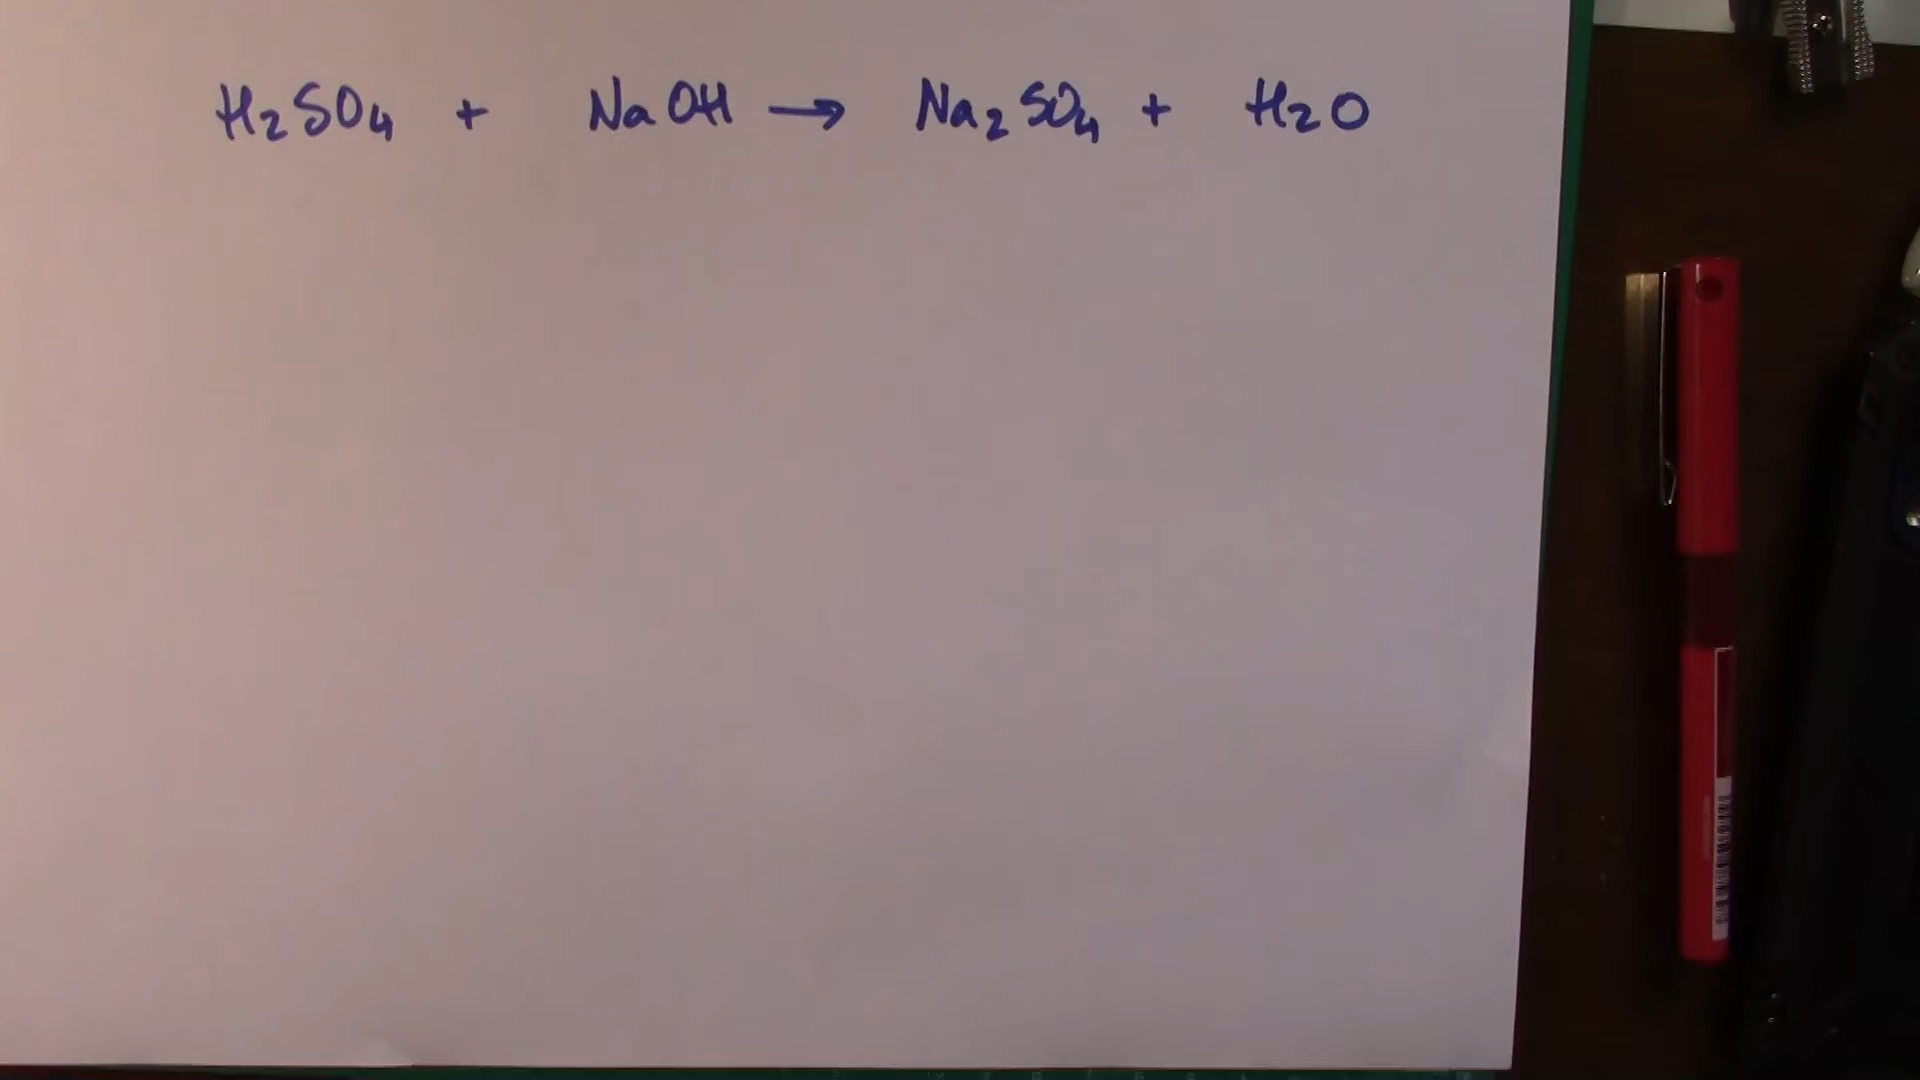 H2SO4 + NaOH → Na2SO4 + H2O